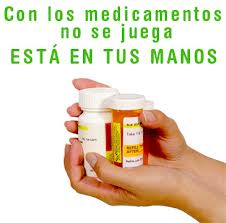 Con los medicamentos
no se juega
ESTÁ EN TUS MANOS